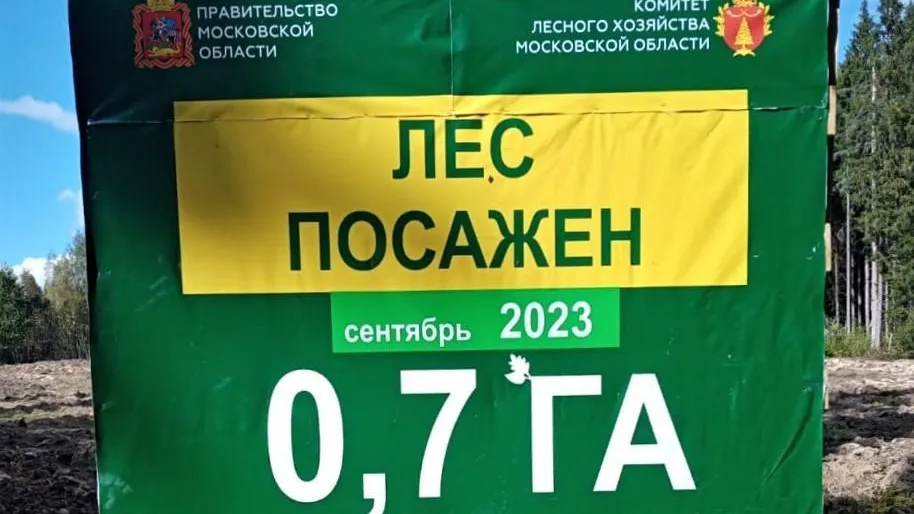 ПРАВИТЕЛЬСТВО
МОСКОВСКОЙ
ОБЛАСТИ
КОМИТЕТ
ЛЕСНОГО ХОЗЯЙСТВА
МОСКОВСКОЙ ОБЛАСТИ
ЛЕС
ПОСАЖЕН
сентябрь 2023
0,7 ГА